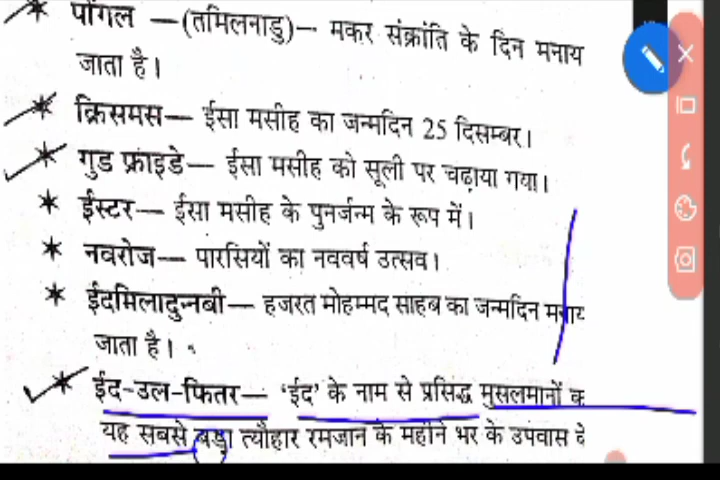 * पोंगल —(तमिलनाडु)— मकर संक्रांति के दिन मनाय
जाता है।
* क्रिसमस— ईसा मसीह का जन्मदिन 25 दिसम्बर।
* गुड फ्राइडे— ईसा मसीह को सूली पर चढ़ाया गया।
* ईस्टर— ईसा मसीह के पुनर्जन्म के रूप में।
* नवरोज— पारसियों का नववर्ष उत्सव।
* ईदमिलादुन्नबी— हजरत मोहम्मद साहब का जन्मदिन मनाय
जाता है।
* ईद-उल-फितर— ‘ईद’ के नाम से प्रसिद्ध मुसलमानों
यह सबसे बड़ा त्यौहार रमजान के महीने भर के उपवास